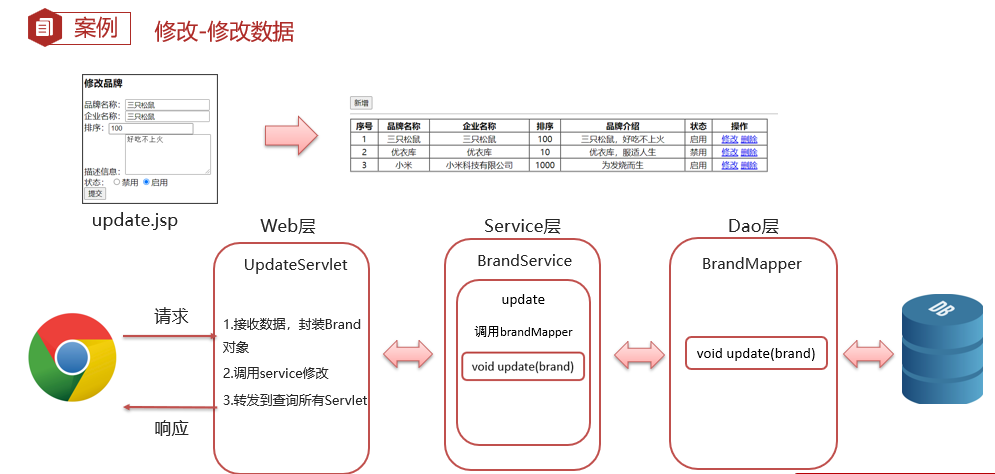 案例
修改-修改数据
修改品牌
品牌名称： 三只松鼠
企业名称： 三只松鼠
排序： 100
好吃不上火
描述信息：
状态： 禁用 启用
提交
update.jsp
新增
序号 品牌名称 企业名称 排序 品牌介绍 状态 操作
1 三只松鼠 三只松鼠 100 三只松鼠，好吃不上火 启用 修改 删除
2 优衣库 优衣库 10 优衣库，服适人生 禁用 修改 删除
3 小米 小米科技有限公司 1000 为发烧而生 启用 修改 删除
Web层
UpdateServlet
1.接收数据，封装Brand
对象
2.调用service修改
3.转发到查询所有Servlet
请求
响应
Service层
BrandService
update
调用brandMapper
void update(brand)
Dao层
BrandMapper
void update(brand)
DB